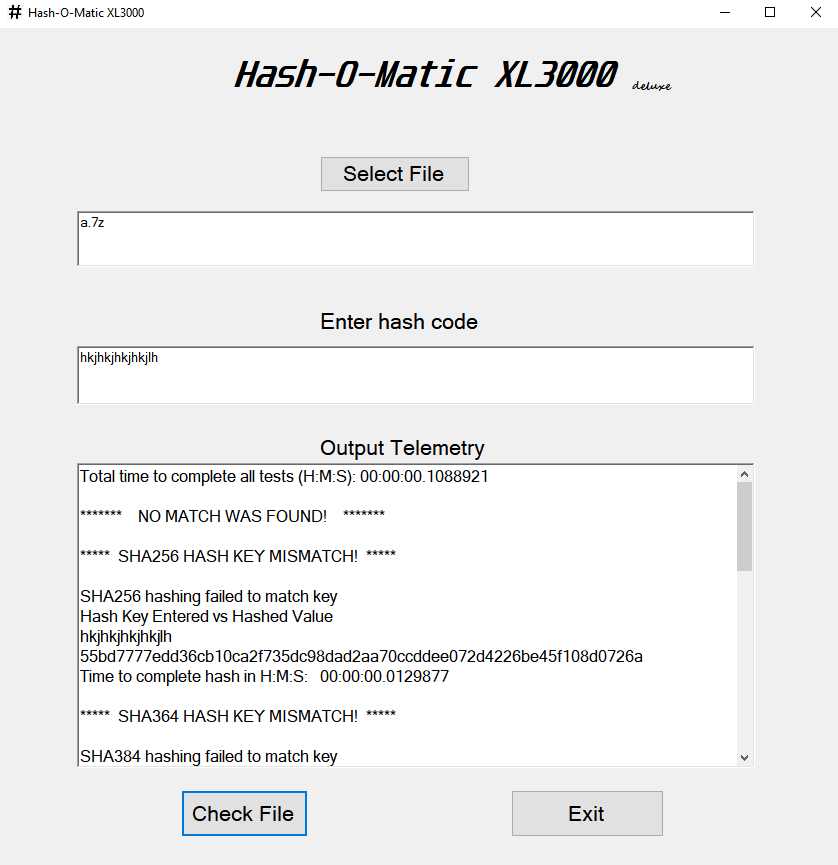 Hash-O-Matic XL3000
Hash-O-Matic XL3000 deluxe
Select File
a.7z
Enter hash code
hkjhkjhkjhkjlh
Output Telemetry
Total time to complete all tests (H:M:S): 00:00:00.1088921
******* NO MATCH WAS FOUND! *******
***** SHA256 HASH KEY MISMATCH! *****
SHA256 hashing failed to match key
Hash Key Entered vs Hashed Value
hkjhkjhkjhkjlh
55bd7777edd36cb10ca2f735dc98dad2aa70ccddee072d4226be45f108d0726a
Time to complete hash in H:M:S: 00:00:00.0129877
***** SHA364 HASH KEY MISMATCH! *****
SHA384 hashing failed to match key
Check File
Exit